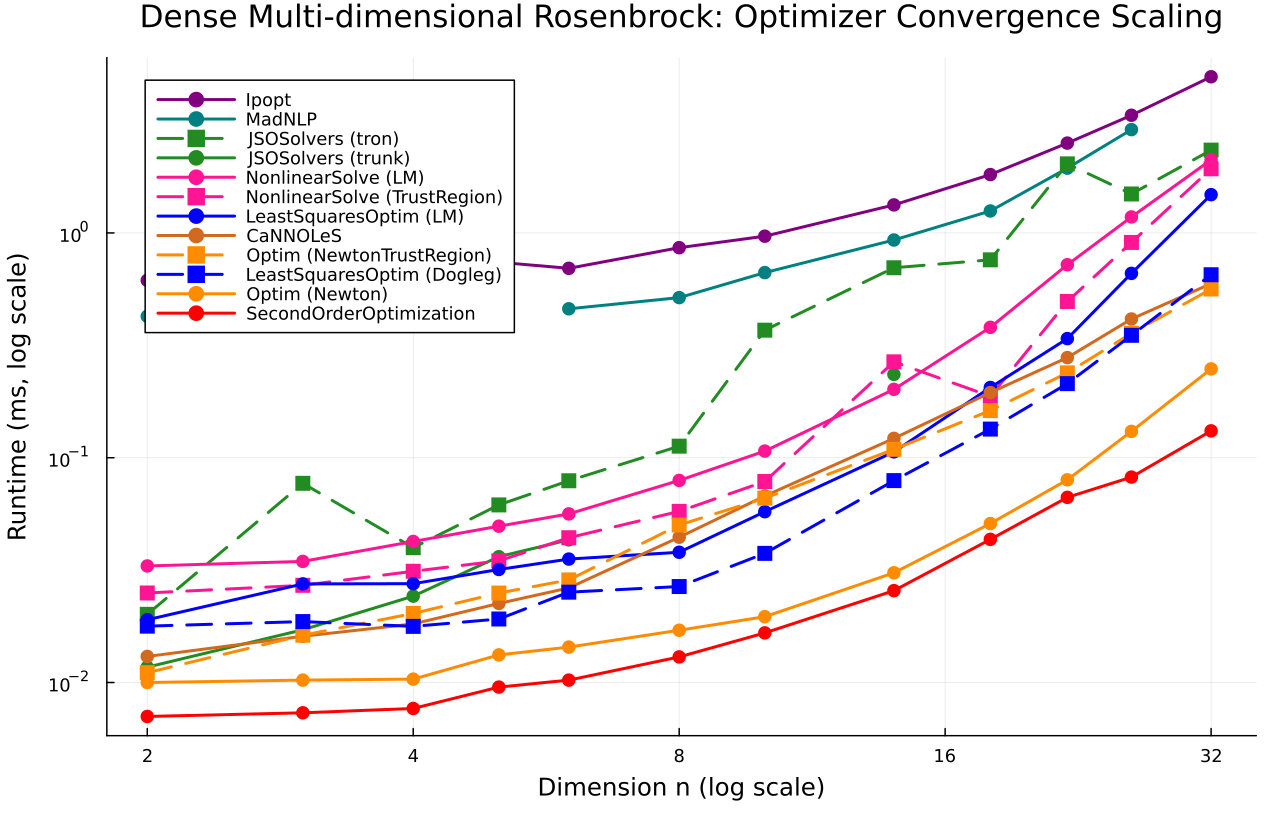 Dense Multi-dimensional Rosenbrock: Optimizer Convergence Scaling
Ipopt
MadNLP
JSOSolvers (tron)
JSOSolvers (trunk)
NonlinearSolve (LM)
NonlinearSolve (TrustRegion)
LeastSquaresOptim (LM)
CaNNOLeS
Optim (NewtonTrustRegion)
LeastSquaresOptim (Dogleg)
Optim (Newton)
SecondOrderOptimization
Runtime (ms, log scale)
10⁰
10⁻¹
10⁻²
2 4 8 16 32
Dimension n (log scale)